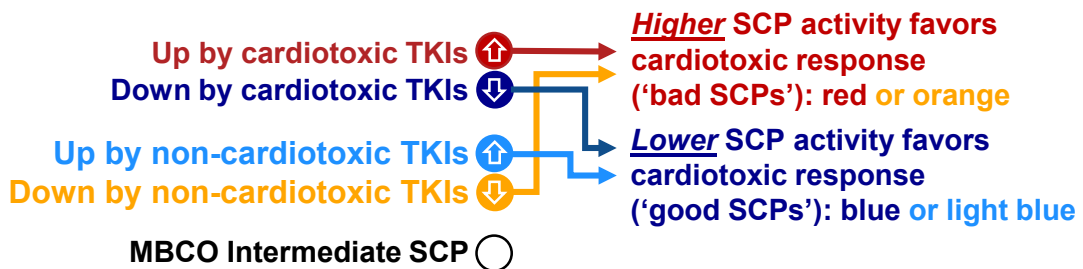 Up by cardiotoxic TKIs
Down by cardiotoxic TKIs
Up by non-cardiotoxic TKIs
Down by non-cardiotoxic TKIs
MBCO Intermediate SCP
Higher SCP activity favors
cardiotoxic response
(‘bad SCPs’): red or orange
Lower SCP activity favors
cardiotoxic response
(‘good SCPs’): blue or light blue